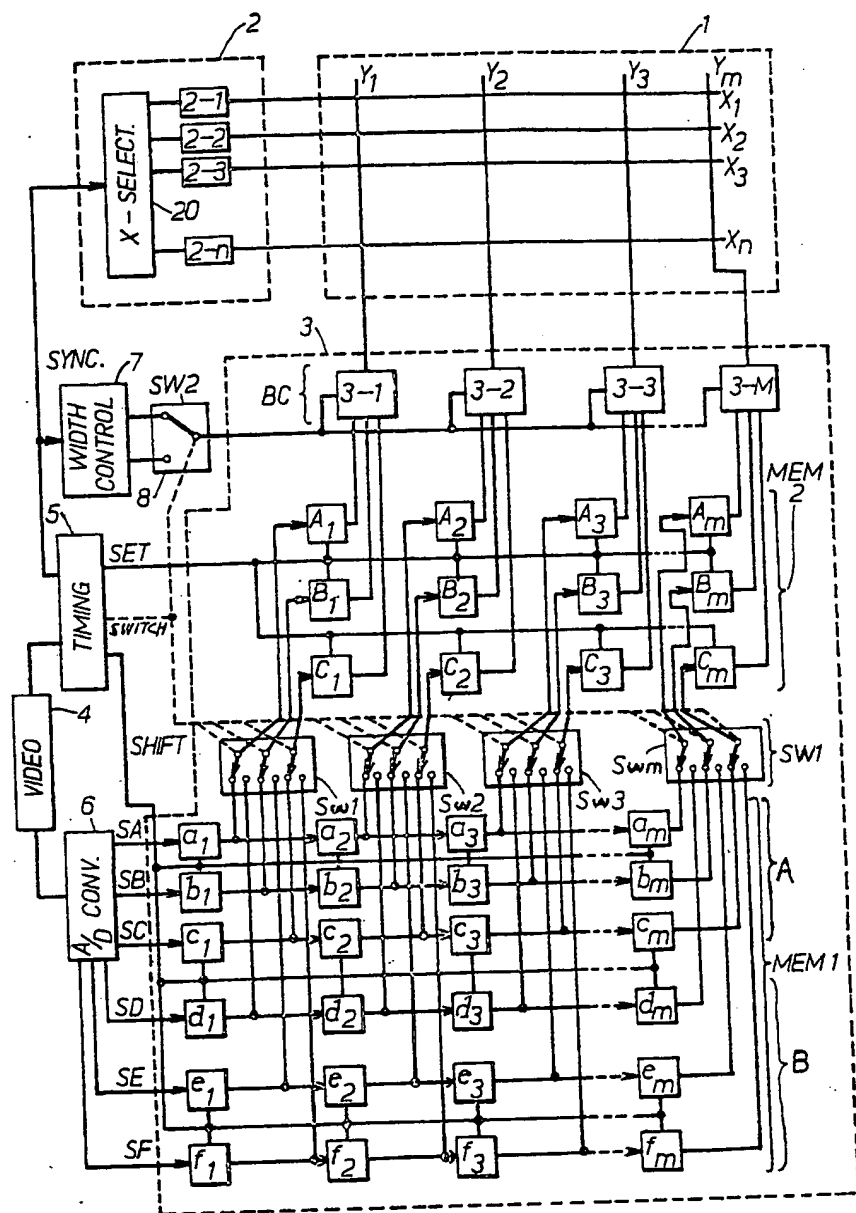 2
1
Y1 Y2 Y3 Ym
X-SELECT.
20
2-1
2-2
2-3
2-n
X1
X2
X3
Xn
3
SYNC.
7
WIDTH CONTROL
SW2
8
BC
3-1 3-2 3-3 3-M
MEM 2
5
TIMING
SET
SWITCH
SHIFT
A1 A2 A3 Am
B1 B2 B3 Bm
C1 C2 C3 Cm
4
VIDEO
SW1
Sw1 Sw2 Sw3 Swm
6
A/D CONV.
SA a1 a2 a3 am
SB b1 b2 b3 bm
SC c1 c2 c3 cm
SD d1 d2 d3 dm
SE e1 e2 e3 em
SF f1 f2 f3 fm
A
MEM 1
B